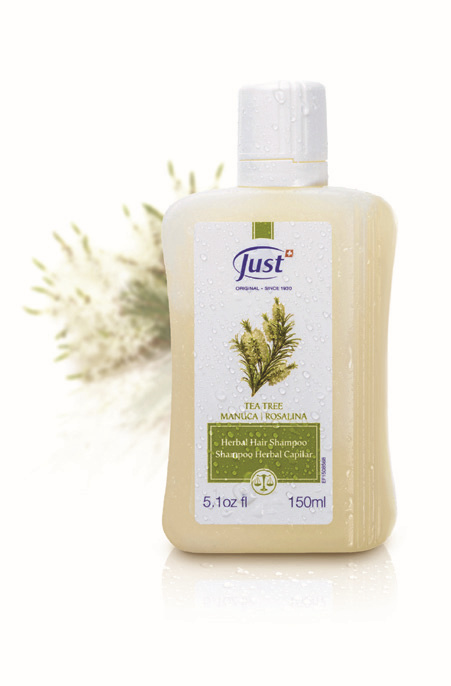 Just
ORIGINAL • SINCE 1930
TEA TREE
MANUCA | ROSALINA
Herbal Hair Shampoo
Shampoo Herbal Capilar
5.1oz fl 150ml